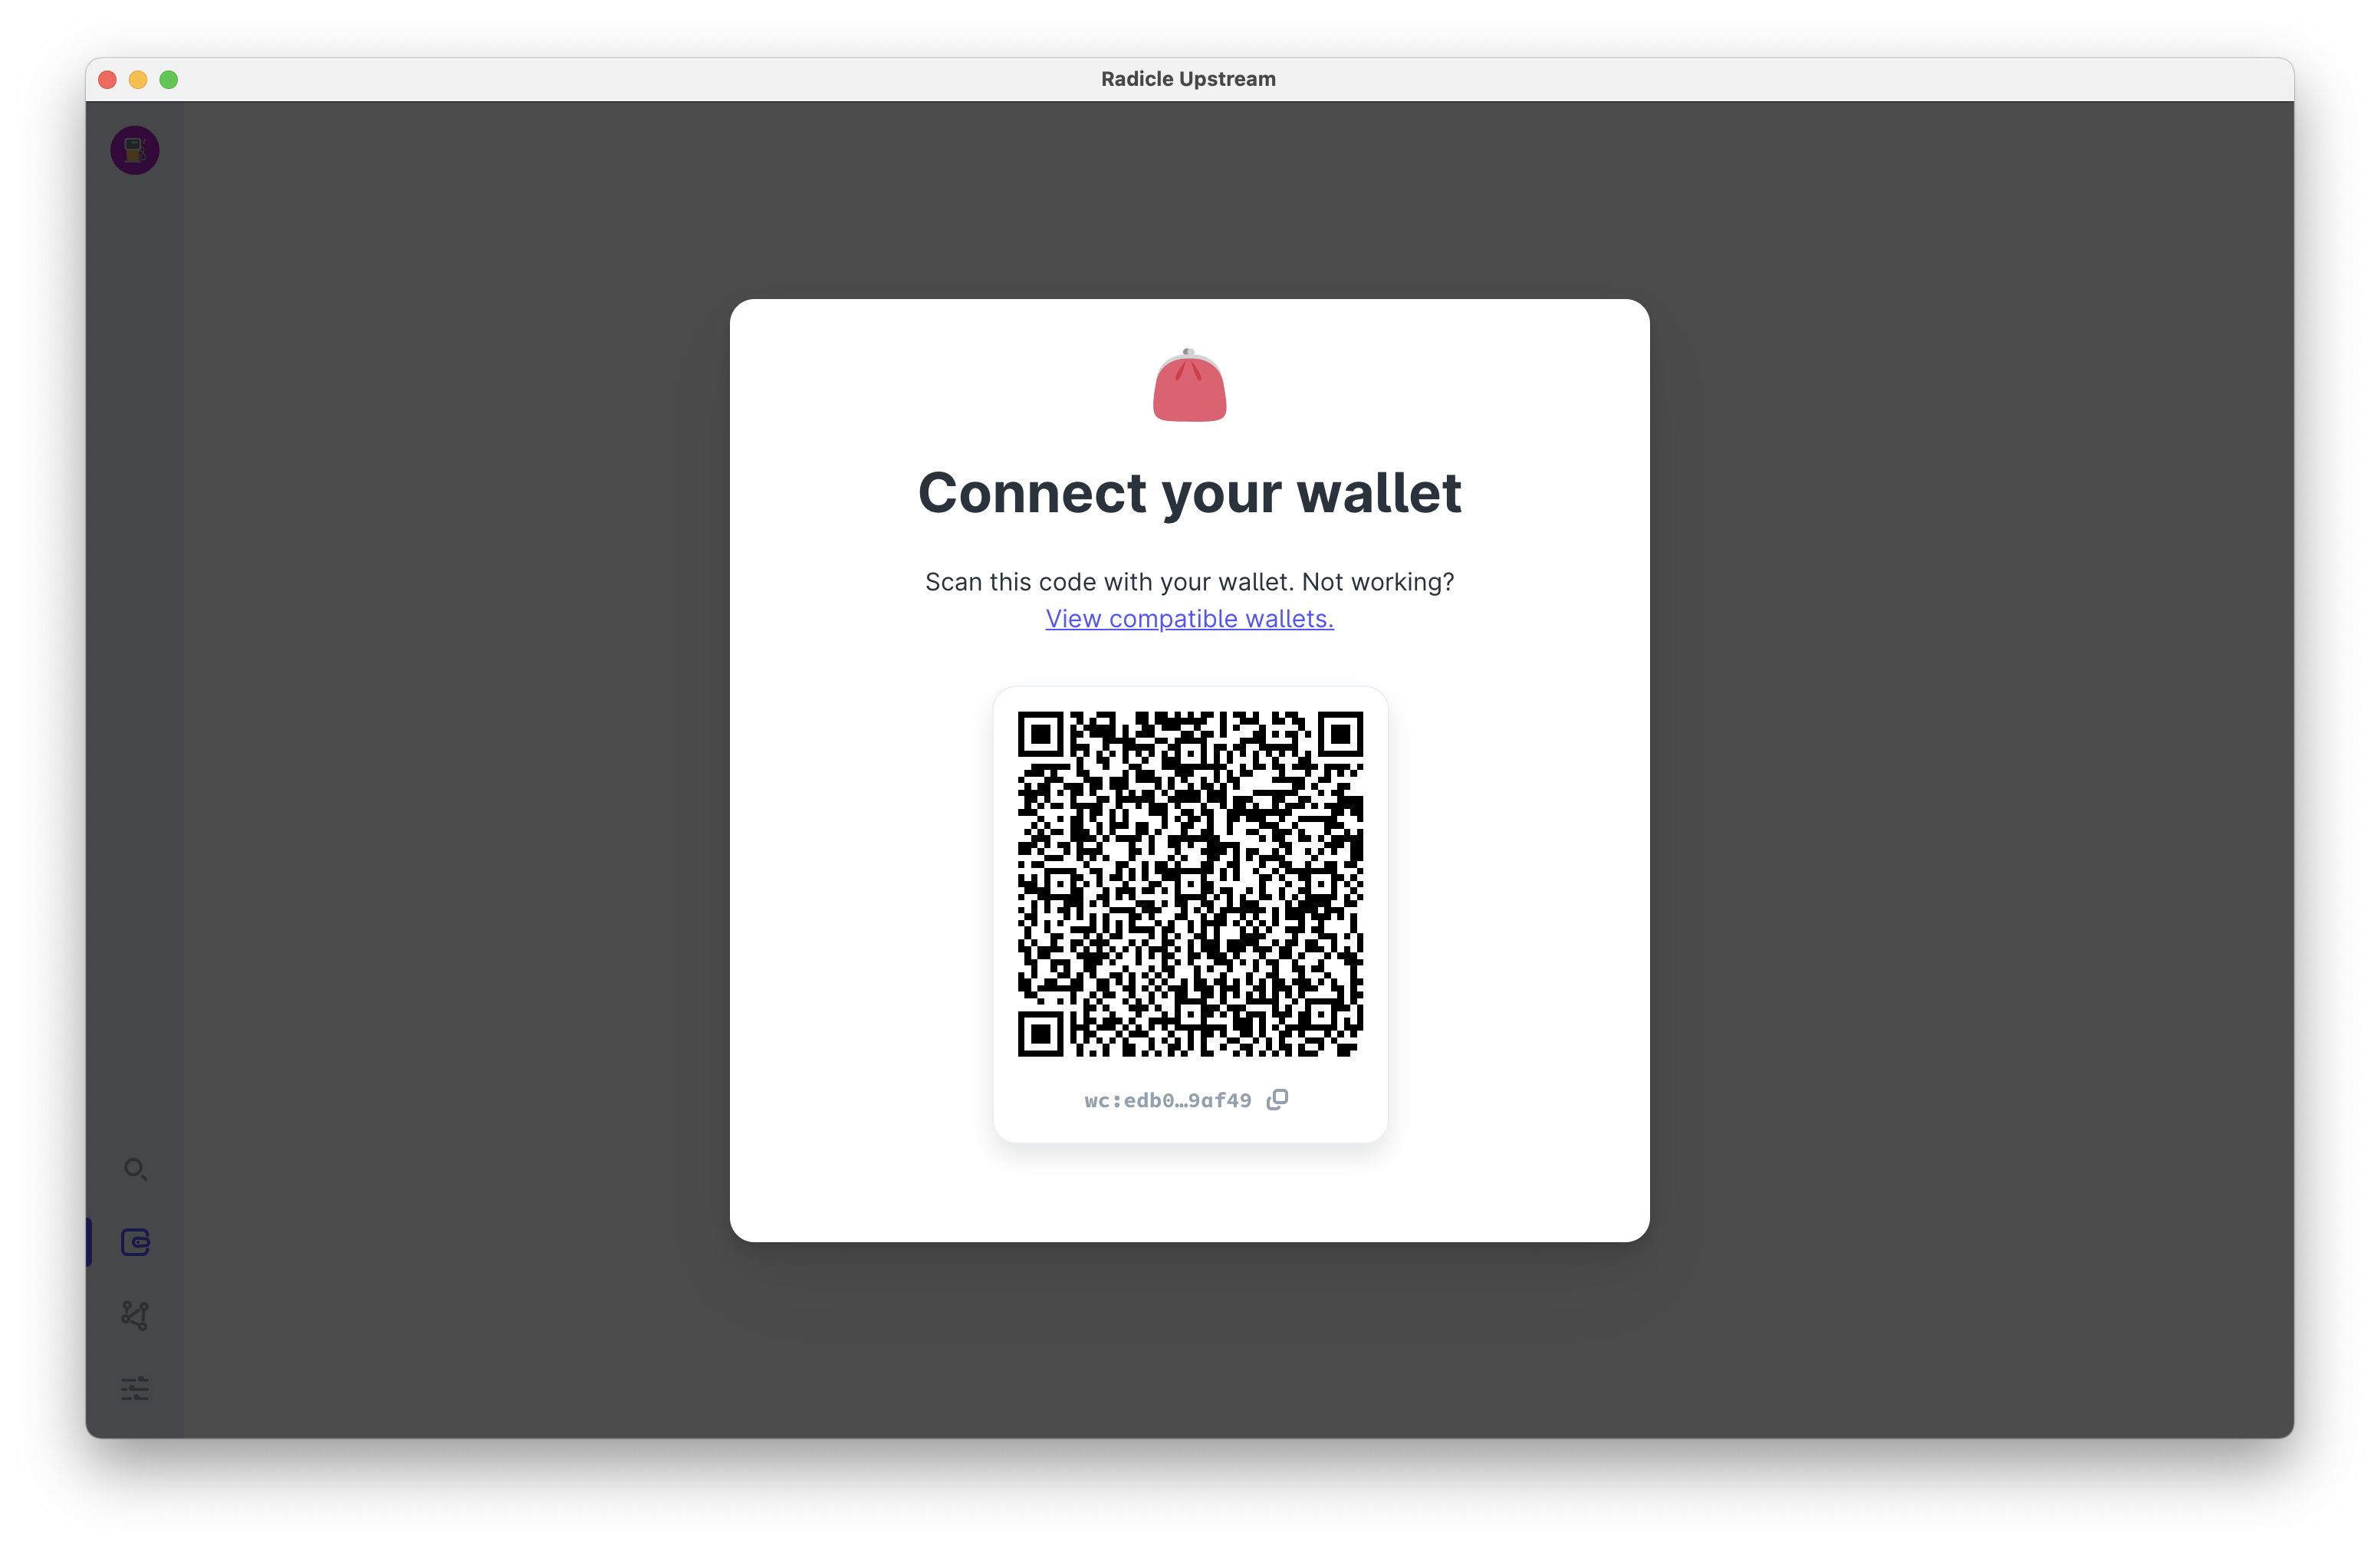 Radicle Upstream
Connect your wallet
Scan this code with your wallet. Not working?
View compatible wallets.
wc:edb0…9af49